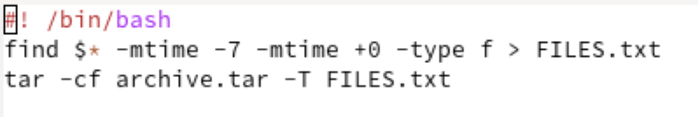 #! /bin/bash
find $* -mtime -7 -mtime +0 -type f > FILES.txt
tar -cf archive.tar -T FILES.txt